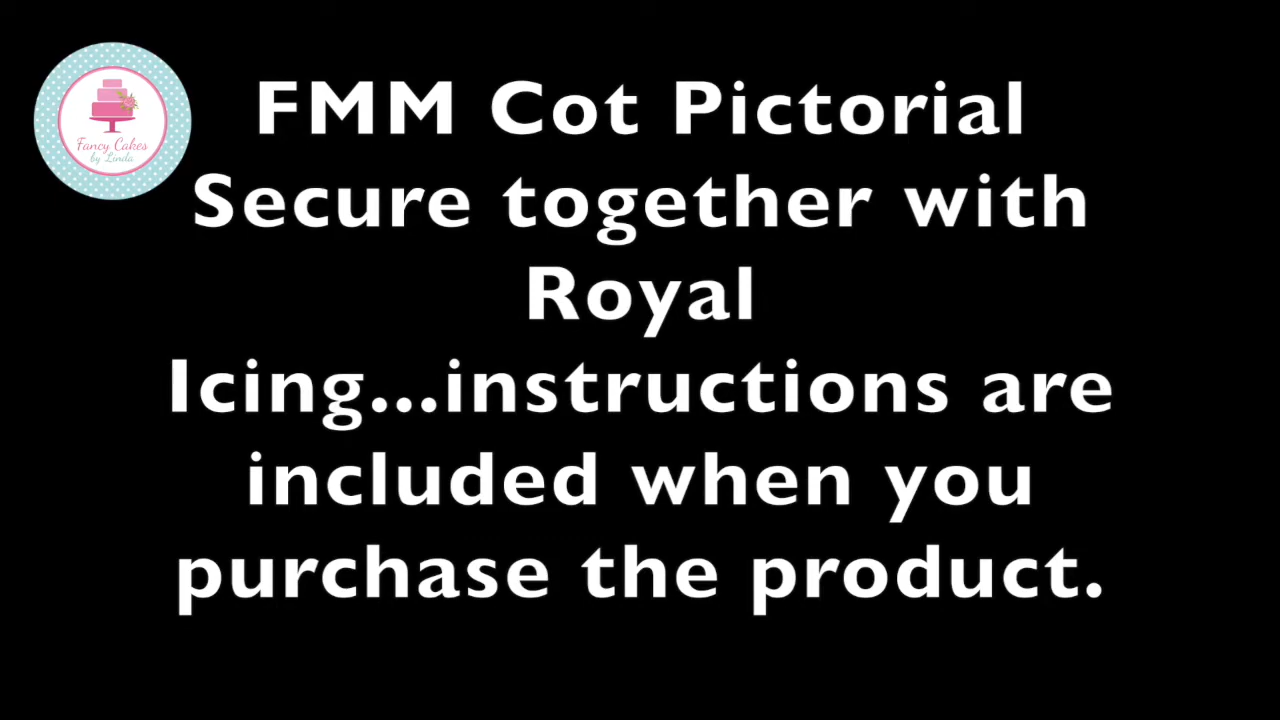 Fancy Cakes
by Linda
FMM Cot Pictorial
Secure together with
Royal
Icing...instructions are
included when you
purchase the product.